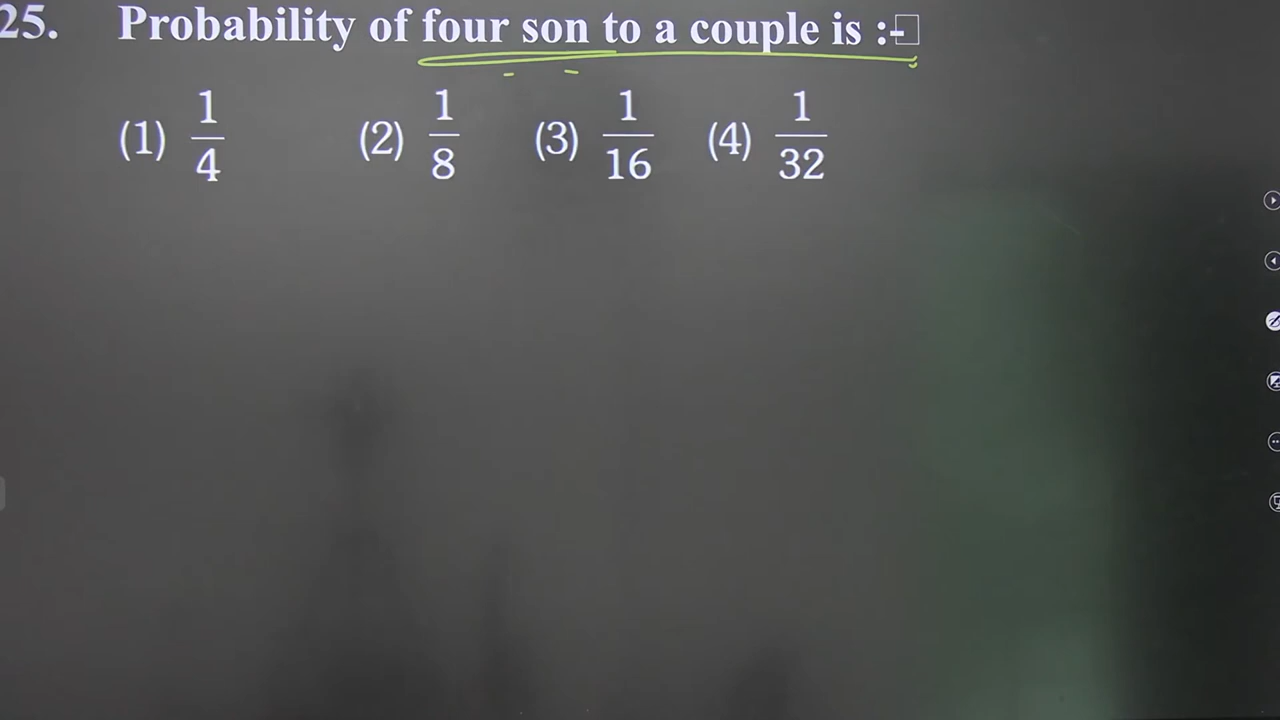 25. Probability of four son to a couple is :-□
(1) 1/4 (2) 1/8 (3) 1/16 (4) 1/32